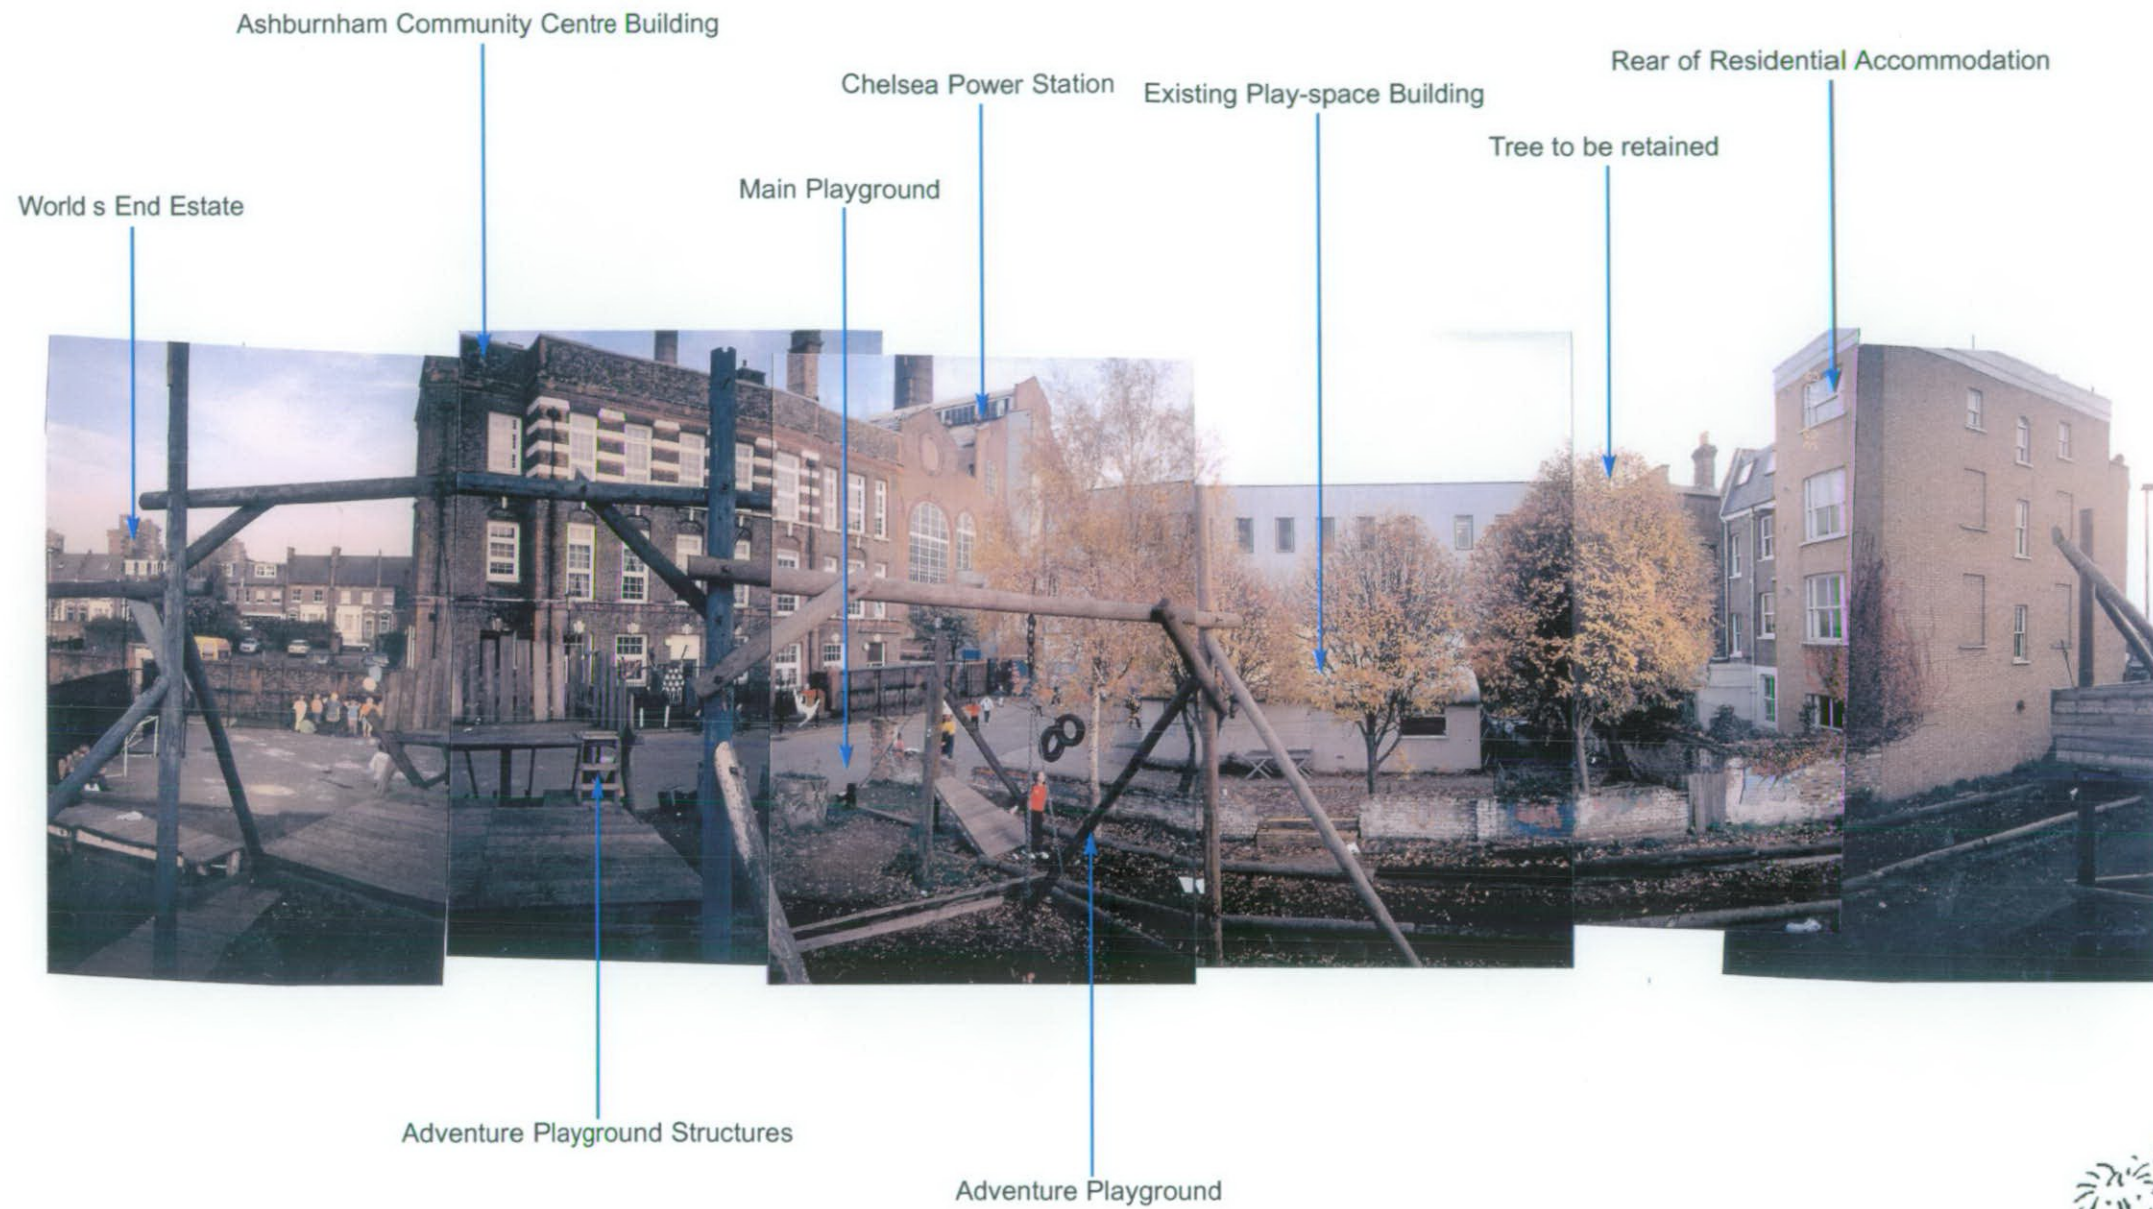 Ashburnham Community Centre Building
Rear of Residential Accommodation
Chelsea Power Station
Existing Play-space Building
Tree to be retained
Main Playground
World s End Estate
Adventure Playground Structures
Adventure Playground